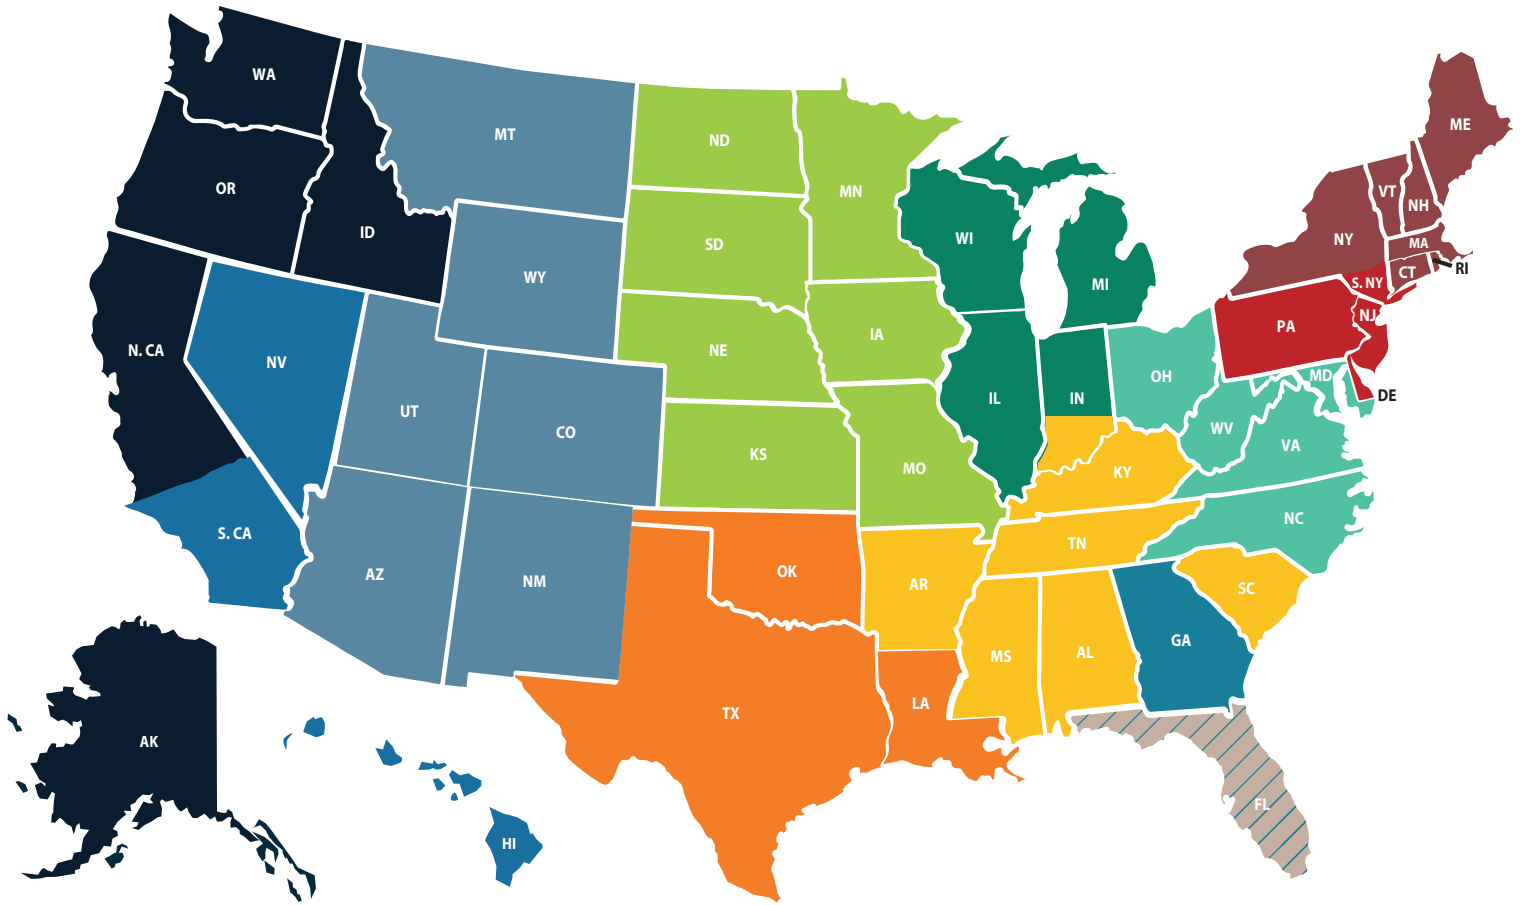 WA
MT
ND
MN
ME
OR
ID
SD
WI
MI
VT
NH
NY
MA
RI
CT
S. NY
WY
N. CA
NV
NE
IA
PA
NJ
UT
CO
KS
MO
IL
IN
OH
MD
DE
WV
VA
KY
S. CA
AZ
NM
OK
AR
TN
NC
SC
MS
AL
GA
TX
LA
AK
HI
FL